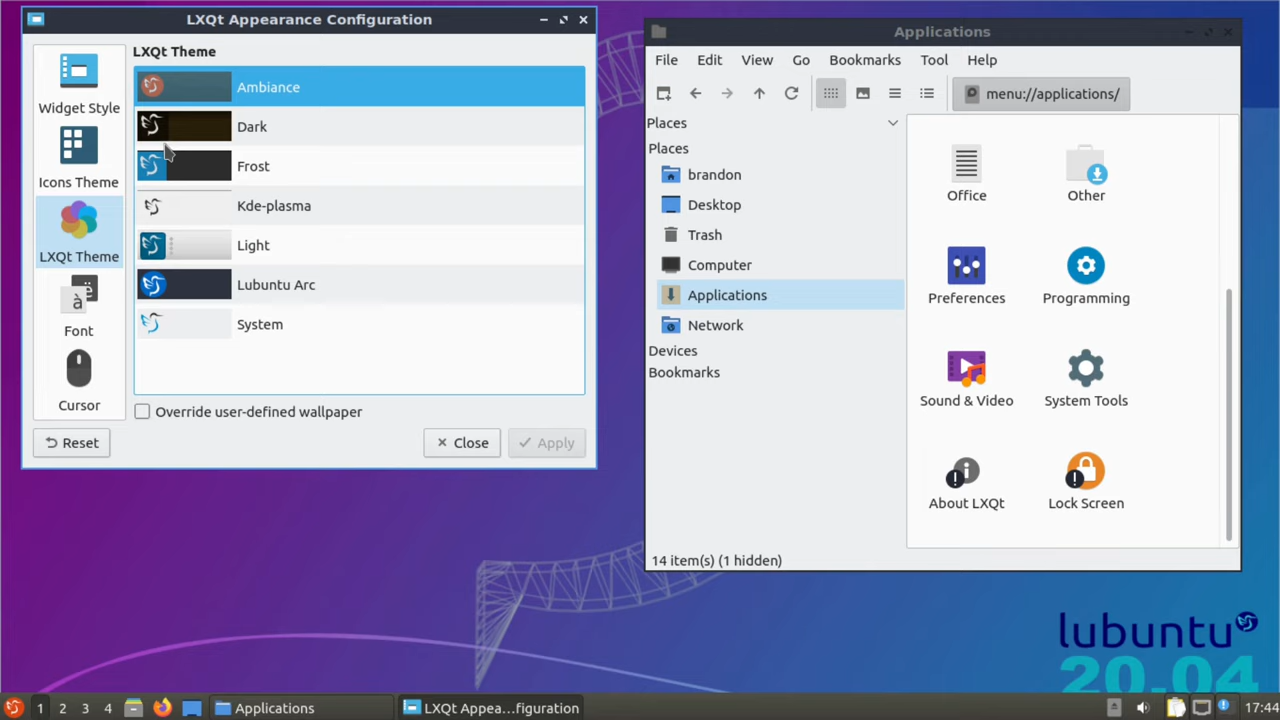 LXQt Appearance Configuration
LXQt Theme
Widget Style
Icons Theme
LXQt Theme
Font
Cursor
Ambiance
Dark
Frost
Kde-plasma
Light
Lubuntu Arc
System
Override user-defined wallpaper
Reset
Close
Apply
Applications
File Edit View Go Bookmarks Tool Help
menu://applications/
Places
Places
brandon
Desktop
Trash
Computer
Applications
Network
Devices
Bookmarks
Office
Other
Preferences
Programming
Sound & Video
System Tools
About LXQt
Lock Screen
14 item(s) (1 hidden)
lubuntu
20.04
1 2 3 4
Applications
LXQt Appea...figuration
17:44